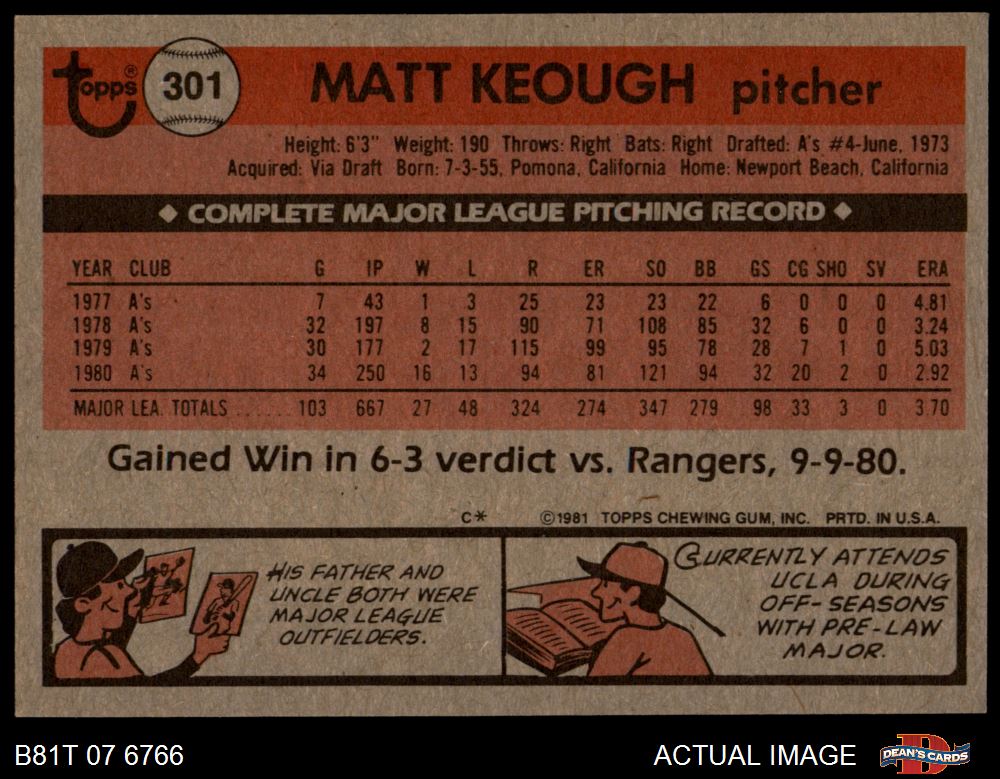 topps® 301 MATT KEOUGH pitcher
Height: 6'3" Weight: 190 Throws: Right Bats: Right Drafted: A's #4-June, 1973
Acquired: Via Draft Born: 7-3-55, Pomona, California Home: Newport Beach, California
◆ COMPLETE MAJOR LEAGUE PITCHING RECORD ◆
YEAR CLUB G IP W L R ER SO BB GS CG SHO SV ERA
1977 A's 7 43 1 3 25 23 23 22 6 0 0 0 4.81
1978 A's 32 197 8 15 90 71 108 85 32 6 0 0 3.24
1979 A's 30 177 2 17 115 99 95 78 28 7 1 0 5.03
1980 A's 34 250 16 13 94 81 121 94 32 20 2 0 2.92
MAJOR LEA. TOTALS ...... 103 667 27 48 324 274 347 279 98 33 3 0 3.70
Gained Win in 6-3 verdict vs. Rangers, 9-9-80.
C* ©1981 TOPPS CHEWING GUM, INC. PRTD. IN U.S.A.
HIS FATHER AND
UNCLE BOTH WERE
MAJOR LEAGUE
OUTFIELDERS.
CURRENTLY ATTENDS
UCLA DURING
OFF-SEASONS
WITH PRE-LAW
MAJOR.
B81T 07 6766 ACTUAL IMAGE DEAN'S CARDS